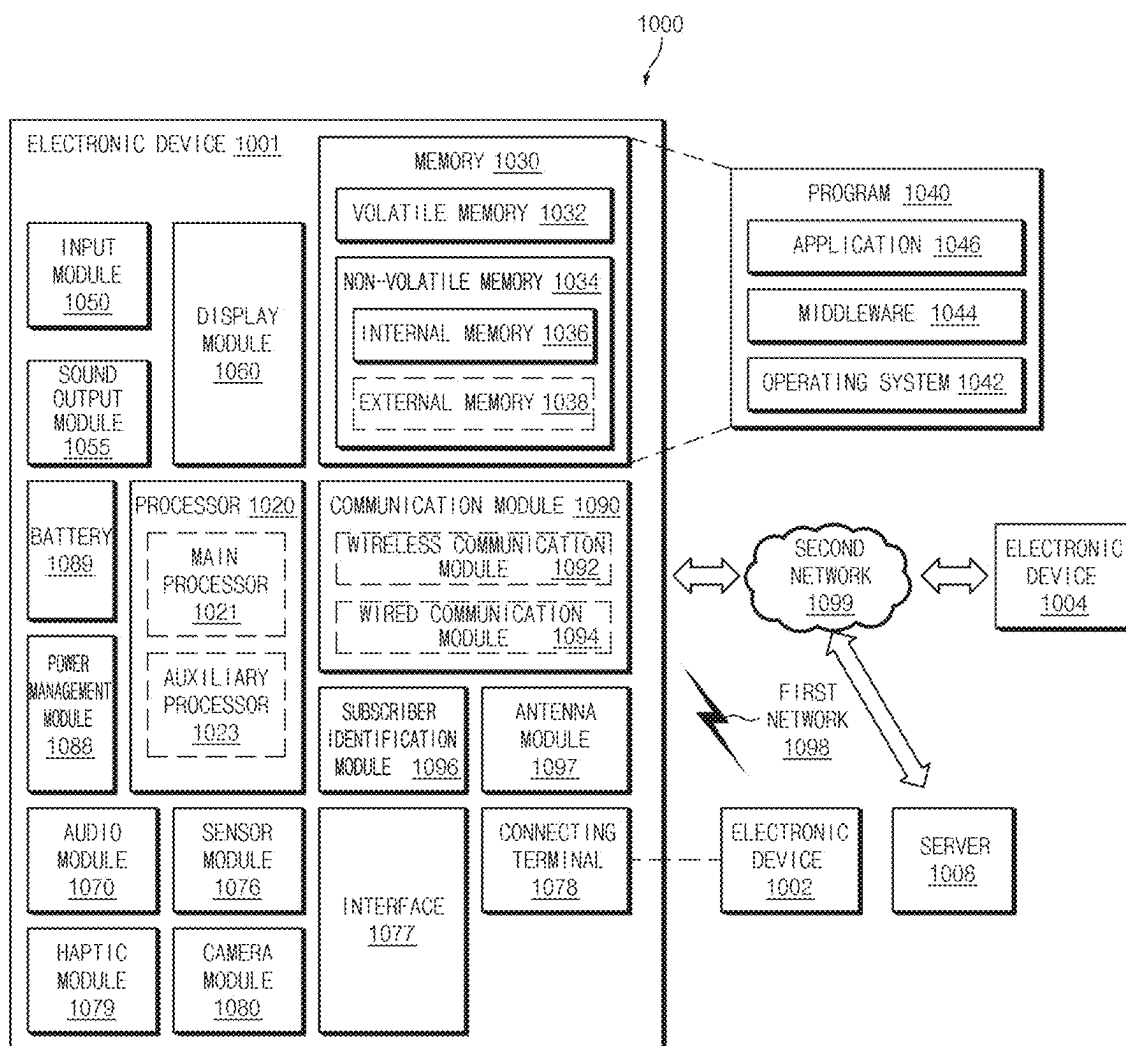 1000
ELECTRONIC DEVICE 1001
MEMORY 1030
VOLATILE MEMORY 1032
NON-VOLATILE MEMORY 1034
INTERNAL MEMORY 1036
EXTERNAL MEMORY 1038
PROGRAM 1040
APPLICATION 1046
MIDDLEWARE 1044
OPERATING SYSTEM 1042
INPUT
MODULE
1050
DISPLAY
MODULE
1060
SOUND
OUTPUT
MODULE
1055
BATTERY
1089
PROCESSOR 1020
MAIN
PROCESSOR
1021
AUXILIARY
PROCESSOR
1023
COMMUNICATION MODULE 1090
WIRELESS COMMUNICATION
MODULE 1092
WIRED COMMUNICATION
MODULE 1094
SECOND
NETWORK
1099
ELECTRONIC
DEVICE
1004
POWER
MANAGEMENT
MODULE
1088
SUBSCRIBER
IDENTIFICATION
MODULE 1096
ANTENNA
MODULE
1097
FIRST
NETWORK
1098
AUDIO
MODULE
1070
SENSOR
MODULE
1076
INTERFACE
1077
CONNECTING
TERMINAL
1078
ELECTRONIC
DEVICE
1002
SERVER
1008
HAPTIC
MODULE
1079
CAMERA
MODULE
1080